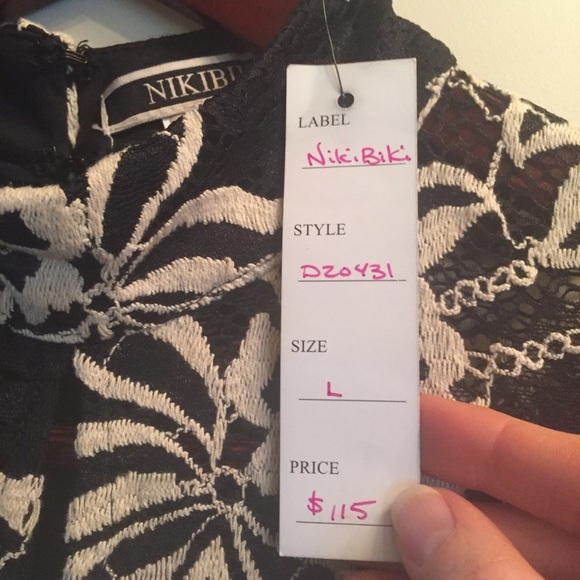 NIKIBI
LABEL
NikiBiKi
STYLE
D20431
SIZE
L
PRICE
$115